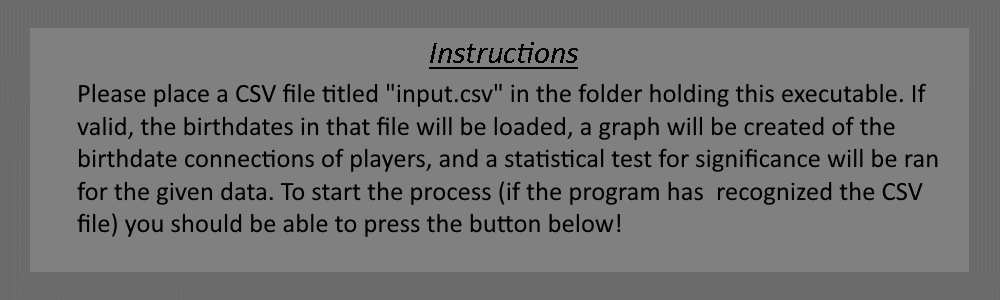 Instructions
Please place a CSV file titled "input.csv" in the folder holding this executable. If
valid, the birthdates in that file will be loaded, a graph will be created of the
birthdate connections of players, and a statistical test for significance will be ran
for the given data. To start the process (if the program has  recognized the CSV
file) you should be able to press the button below!